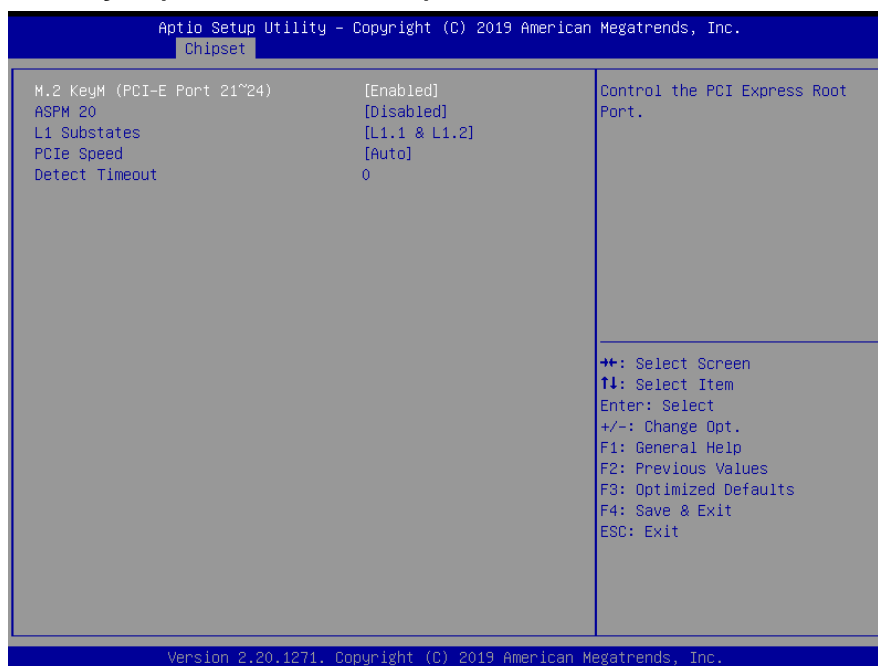 Aptio Setup Utility – Copyright (C) 2019 American Megatrends, Inc.
Chipset
M.2 KeyM (PCI-E Port 21~24) [Enabled]
ASPM 20 [Disabled]
L1 Substates [L1.1 & L1.2]
PCIe Speed [Auto]
Detect Timeout 0
Control the PCI Express Root
Port.
→←: Select Screen
↑↓: Select Item
Enter: Select
+/-: Change Opt.
F1: General Help
F2: Previous Values
F3: Optimized Defaults
F4: Save & Exit
ESC: Exit
Version 2.20.1271. Copyright (C) 2019 American Megatrends, Inc.